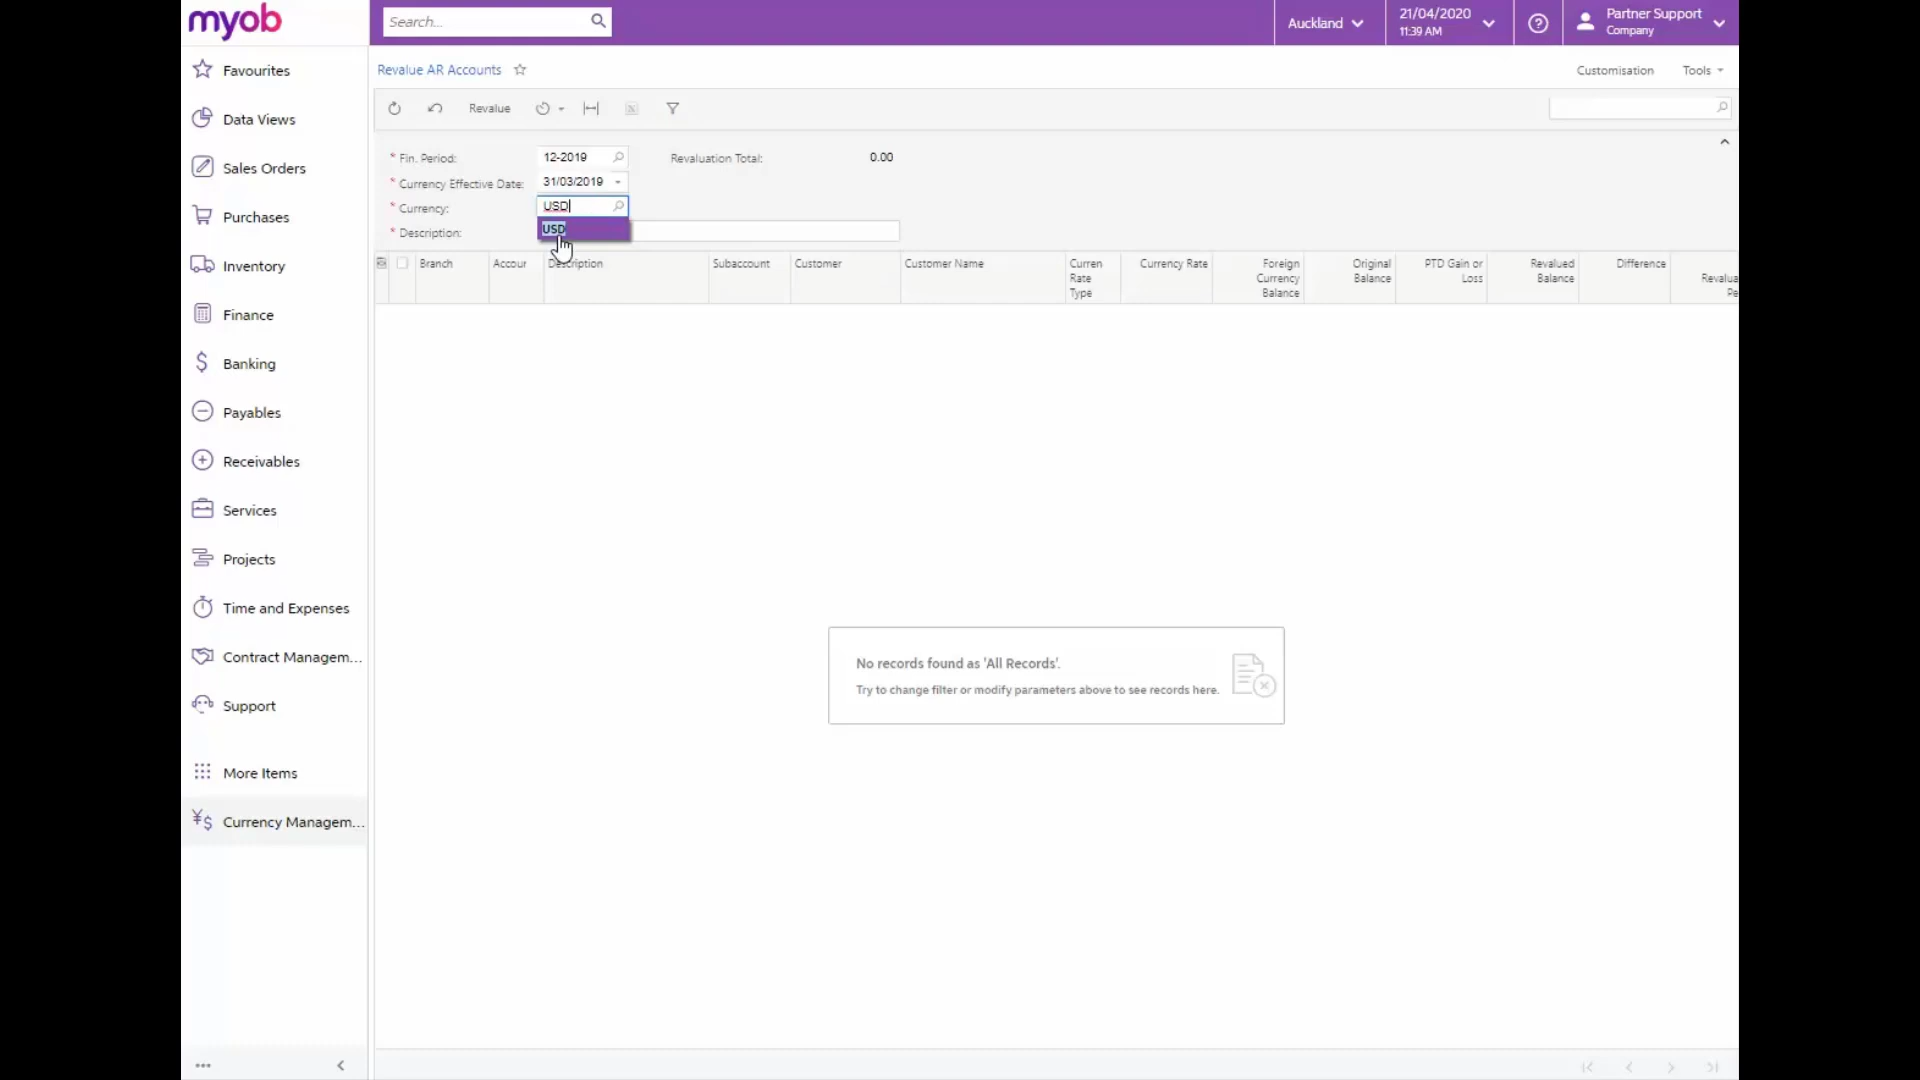 myob
Search...
Auckland
21/04/2020
11:39 AM
Partner Support
Company
Favourites
Data Views
Sales Orders
Purchases
Inventory
Finance
Banking
Payables
Receivables
Services
Projects
Time and Expenses
Contract Managem...
Support
More Items
Currency Managem...
Revalue AR Accounts
Customisation
Tools
Revalue
* Fin. Period: 12-2019
Revaluation Total: 0.00
* Currency Effective Date: 31/03/2019
* Currency: USD
USD
* Description:
Branch
Accour
Description
Subaccount
Customer
Customer Name
Curren
Rate
Type
Currency Rate
Foreign
Currency
Balance
Original
Balance
PTD Gain or
Loss
Revalued
Balance
Difference
Revalua
Pe
No records found as 'All Records'.
Try to change filter or modify parameters above to see records here.